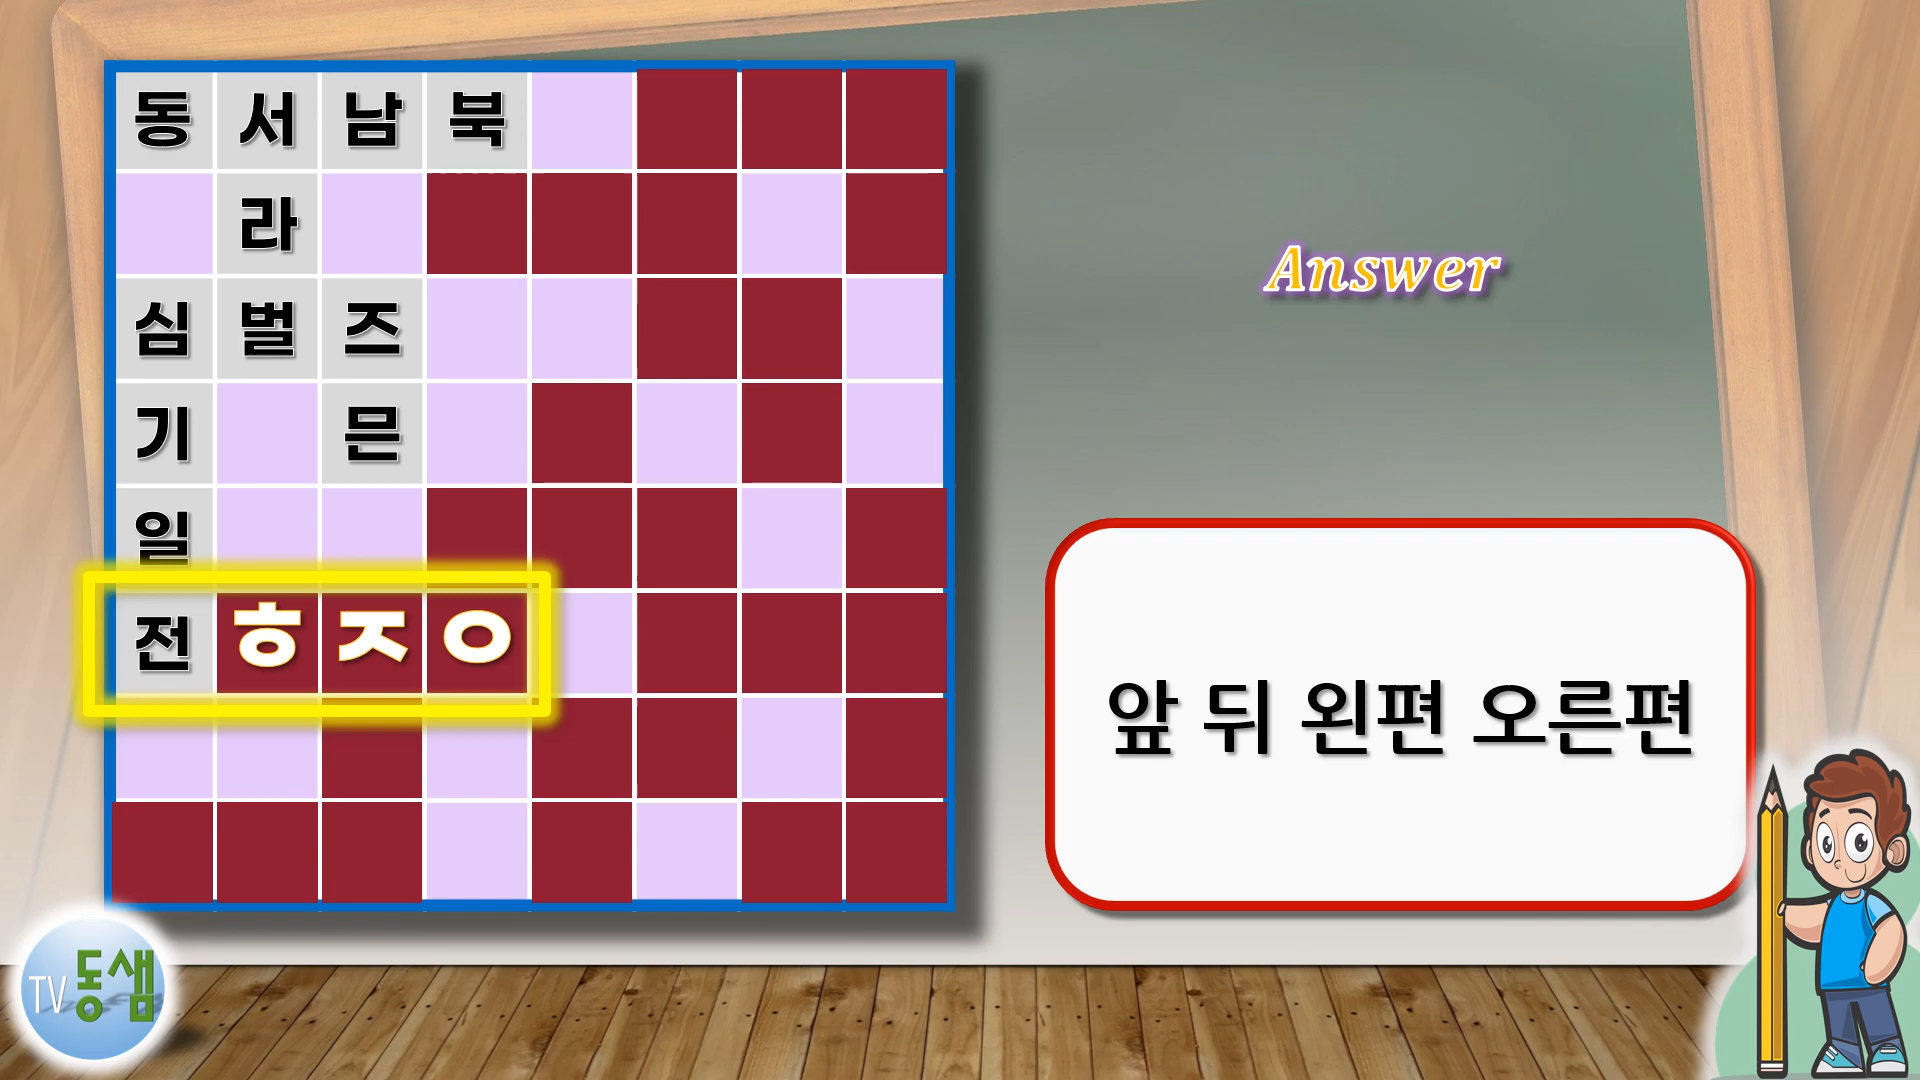 동 서 남 북
라
심 벌 즈
기 믄
일
전 ㅎ ㅈ ㅇ
Answer
앞 뒤 왼편 오른편
TV 동샘